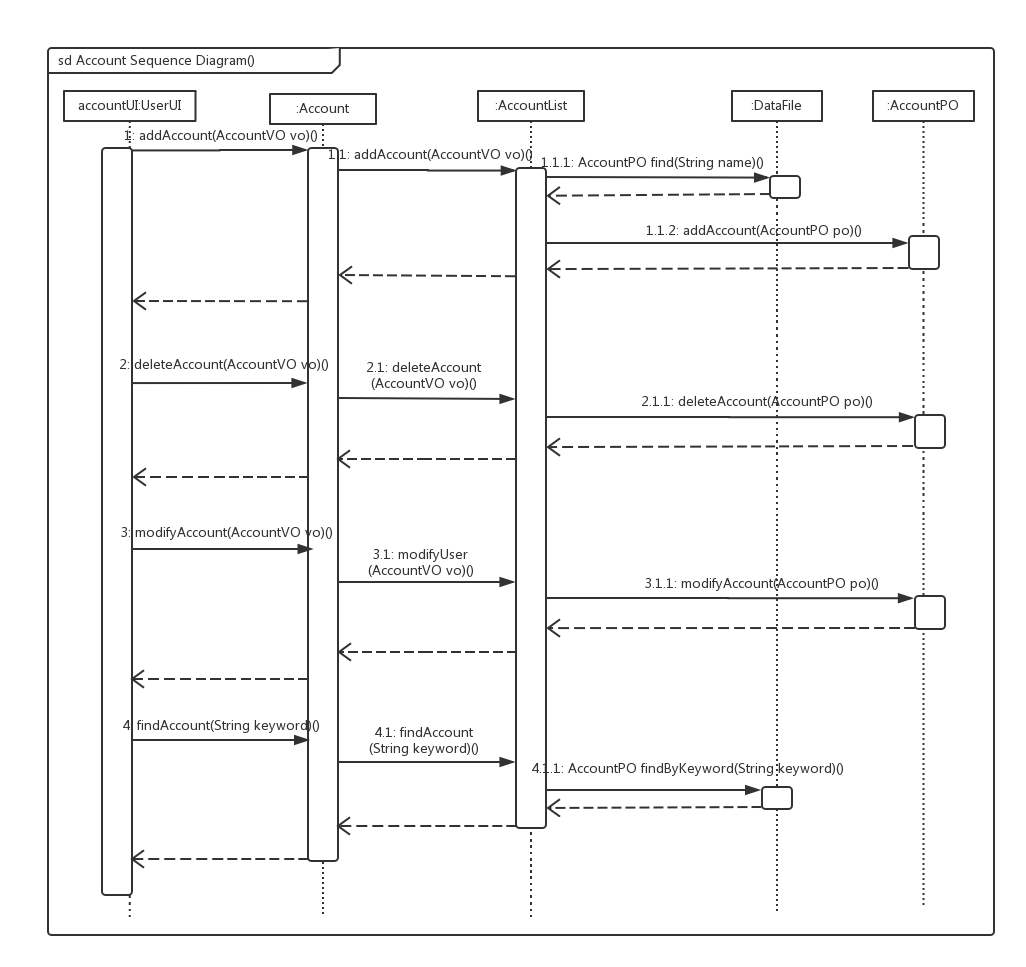 sd Account Sequence Diagram()
accountUI:UserUI
:Account
:AccountList
:DataFile
:AccountPO
1: addAccount(AccountVO vo)()
1.1: addAccount(AccountVO vo)()
1.1.1: AccountPO find(String name)()
1.1.2: addAccount(AccountPO po)()
2: deleteAccount(AccountVO vo)()
2.1: deleteAccount
(AccountVO vo)()
2.1.1: deleteAccount(AccountPO po)()
3: modifyAccount(AccountVO vo)()
3.1: modifyUser
(AccountVO vo)()
3.1.1: modifyAccount(AccountPO po)()
4: findAccount(String keyword)()
4.1: findAccount
(String keyword)()
4.1.1: AccountPO findByKeyword(String keyword)()